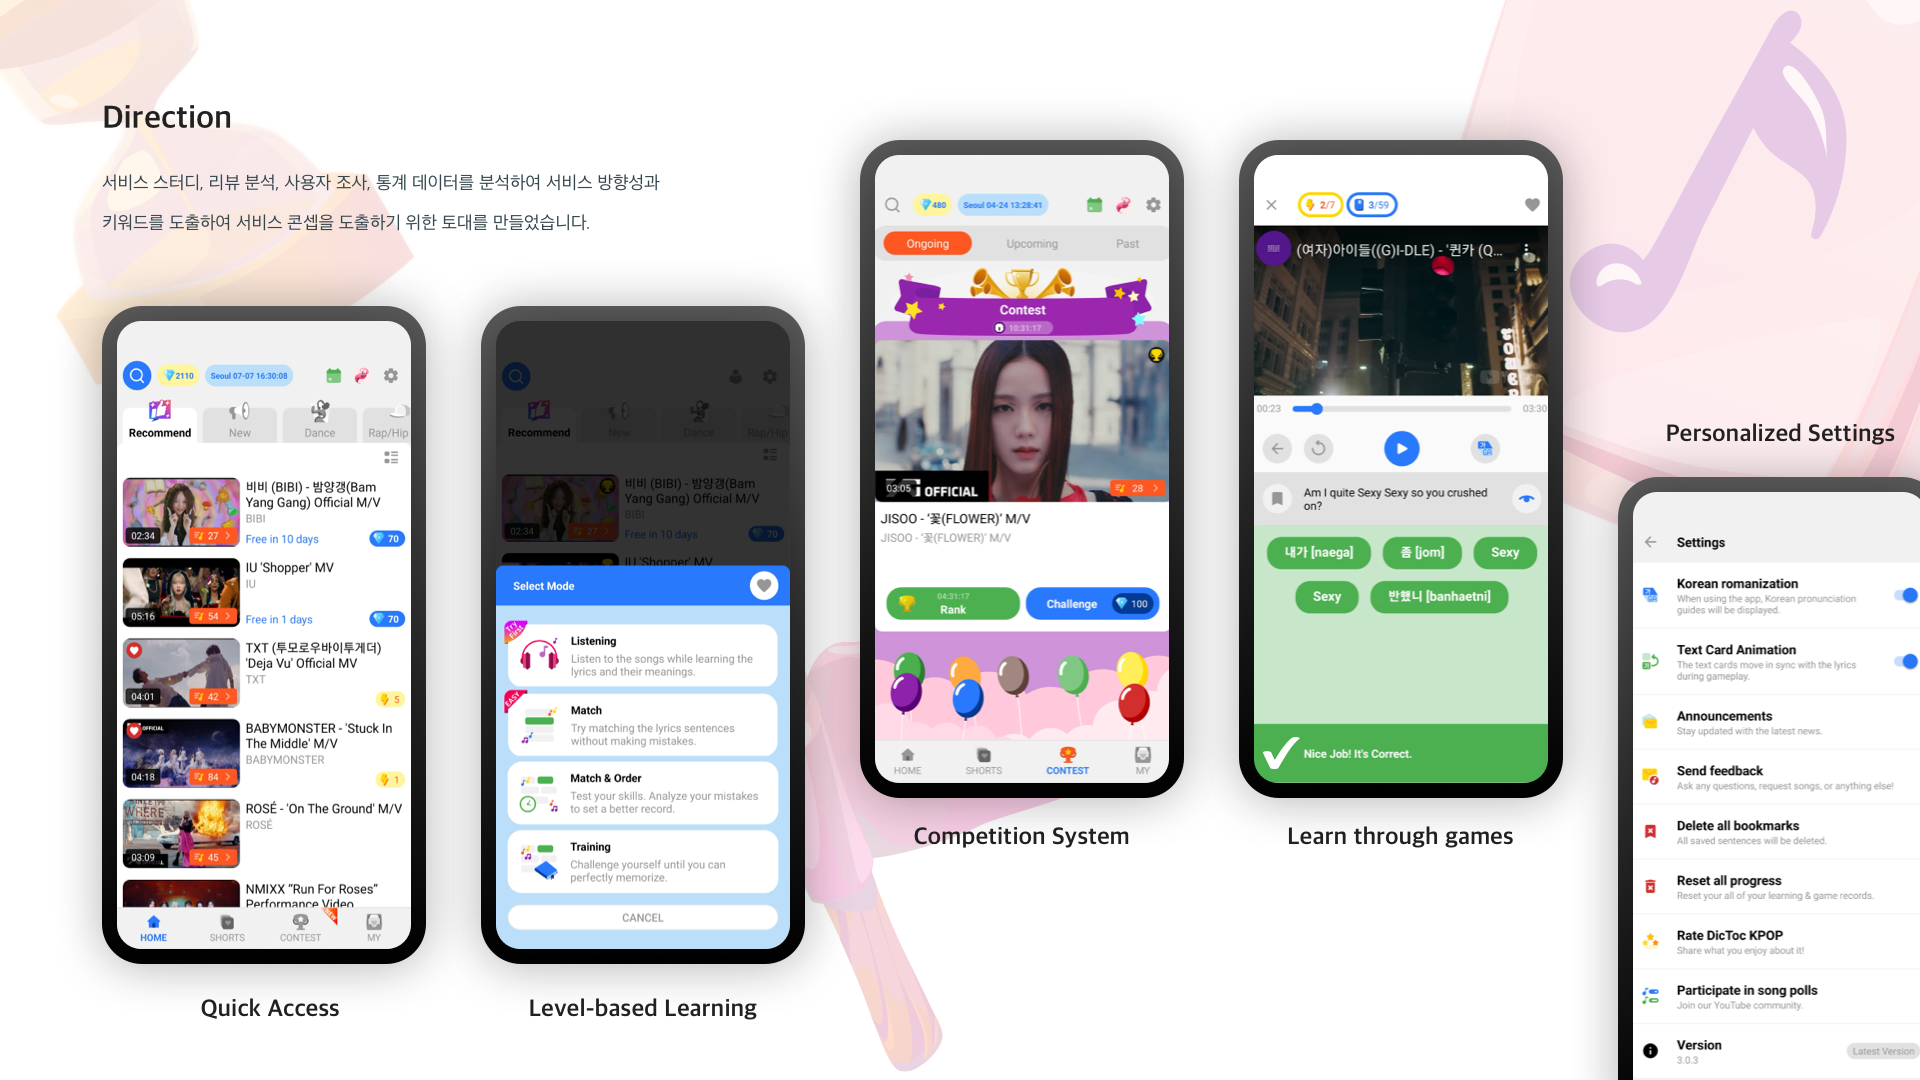 Direction
서비스 스터디, 리뷰 분석, 사용자 조사, 통계 데이터를 분석하여 서비스 방향성과
키워드를 도출하여 서비스 콘셉을 도출하기 위한 토대를 만들었습니다.
2110
Seoul 07-07 16:30:08
Recommend
New
Dance
Rap/Hip
비비 (BIBI) - 밤양갱(Bam
Yang Gang) Official M/V
BIBI
02:34
27
Free in 10 days
70
IU 'Shopper' MV
IU
05:16
54
Free in 1 days
70
TXT (투모로우바이투게더)
'Deja Vu' Official MV
TXT
04:01
42
5
OFFICIAL
BABYMONSTER - 'Stuck In
The Middle' M/V
BABYMONSTER
04:18
84
1
WHERE
ROSÉ - 'On The Ground' M/V
ROSÉ
03:09
45
NMIXX “Run For Roses”
Performance Video
HOME
SHORTS
CONTEST
MY
Quick Access
Recommend
New
Dance
Rap/Hip
비비 (BIBI) - 밤양갱(Bam
Yang Gang) Official M/V
BIBI
02:34
27
Free in 10 days
70
IU 'Shopper' MV
Select Mode
Try First
Listening
Listen to the songs while learning the
lyrics and their meanings.
EASY
Match
Try matching the lyrics sentences
without making mistakes.
Match & Order
Test your skills. Analyze your mistakes
to set a better record.
Training
Challenge yourself until you can
perfectly memorize.
CANCEL
Level-based Learning
480
Seoul 04-24 13:28:41
Ongoing
Upcoming
Past
Contest
10:31:17
03:05
OFFICIAL
28
JISOO - '꽃(FLOWER)' M/V
JISOO - '꽃(FLOWER)' M/V
04:31:17
Rank
Challenge
100
HOME
SHORTS
CONTEST
MY
Competition System
2/7
3/59
(여자)아이들((G)I-DLE) - '퀸카 (Q...
00:23
03:30
Am I quite Sexy Sexy so you crushed
on?
내가 [naega]
좀 [jom]
Sexy
Sexy
반했니 [banhaetni]
Nice Job! It's Correct.
Learn through games
Personalized Settings
Settings
Korean romanization
When using the app, Korean pronunciation
guides will be displayed.
Text Card Animation
The text cards move in sync with the lyrics
during gameplay.
Announcements
Stay updated with the latest news.
Send feedback
Ask any questions, request songs, or anything else!
Delete all bookmarks
All saved sentences will be deleted.
Reset all progress
Reset your all of your learning & game records.
Rate DicToc KPOP
Share what you enjoy about it!
Participate in song polls
Join our YouTube community.
Version
3.0.3
Latest Version